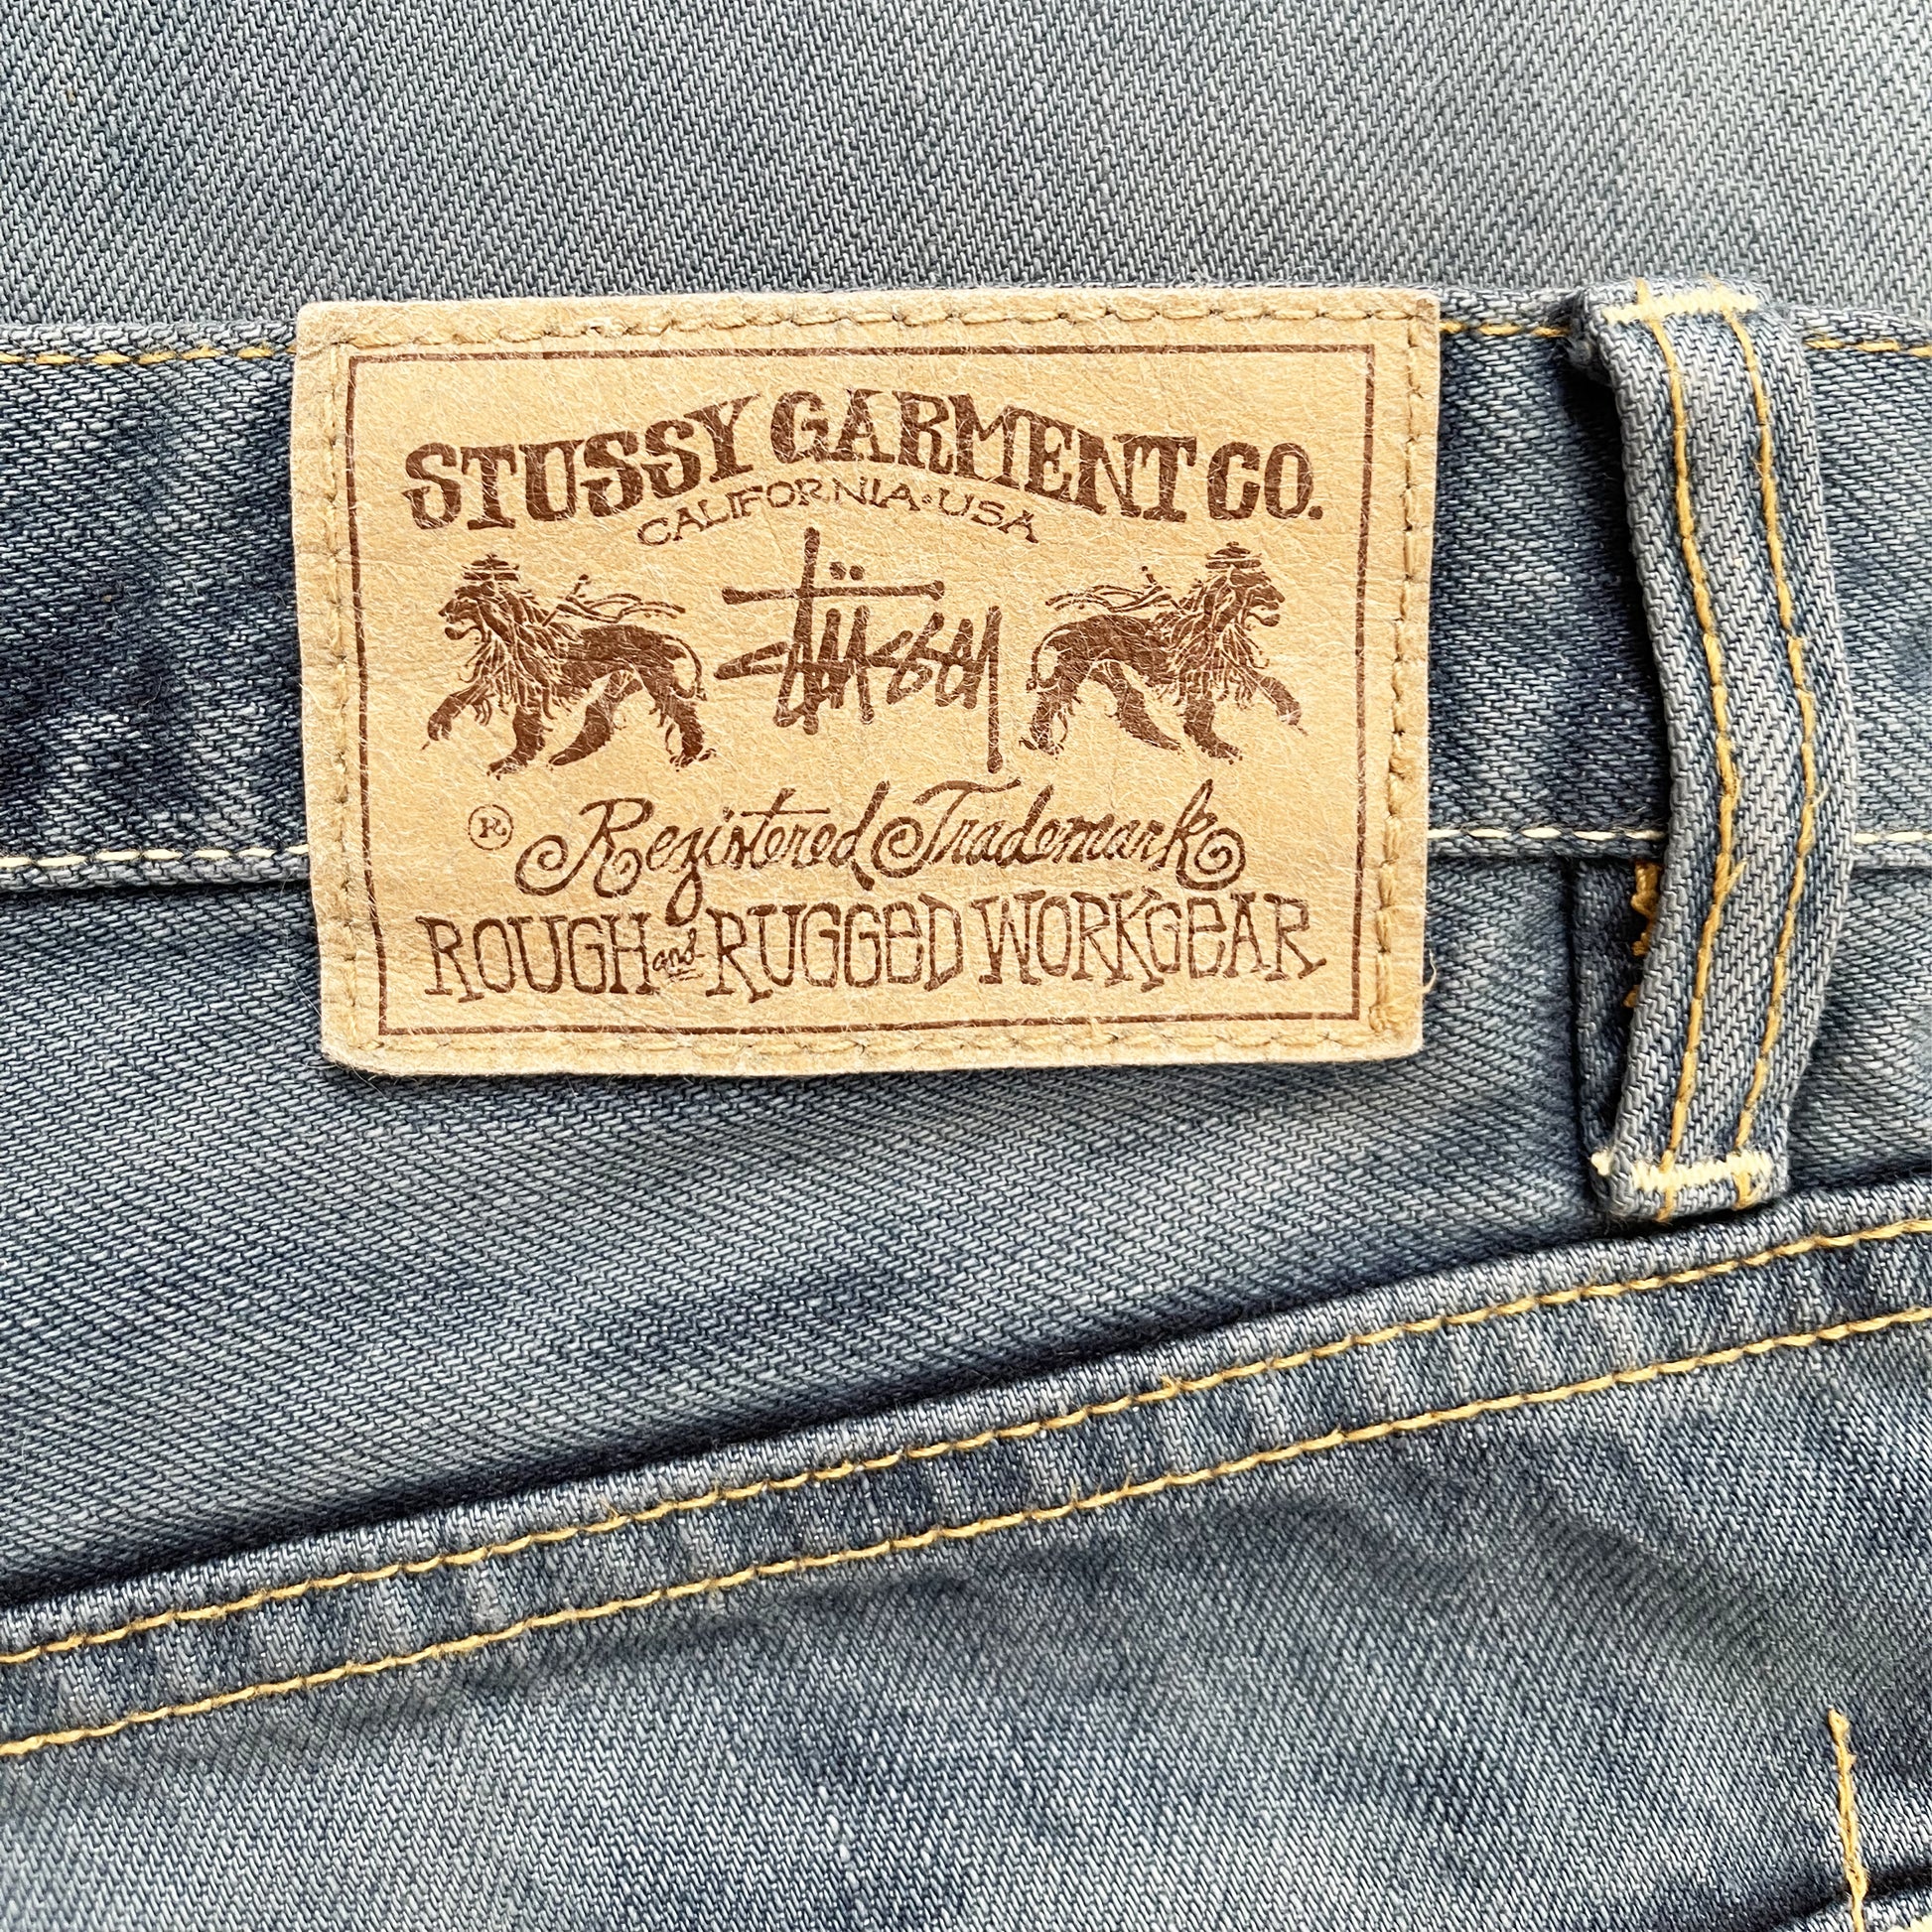 STUSSY GARMENT CO.
CALIFORNIA • USA
Stüssy
® Registered Trademark
ROUGH and RUGGeD WORKGeAR